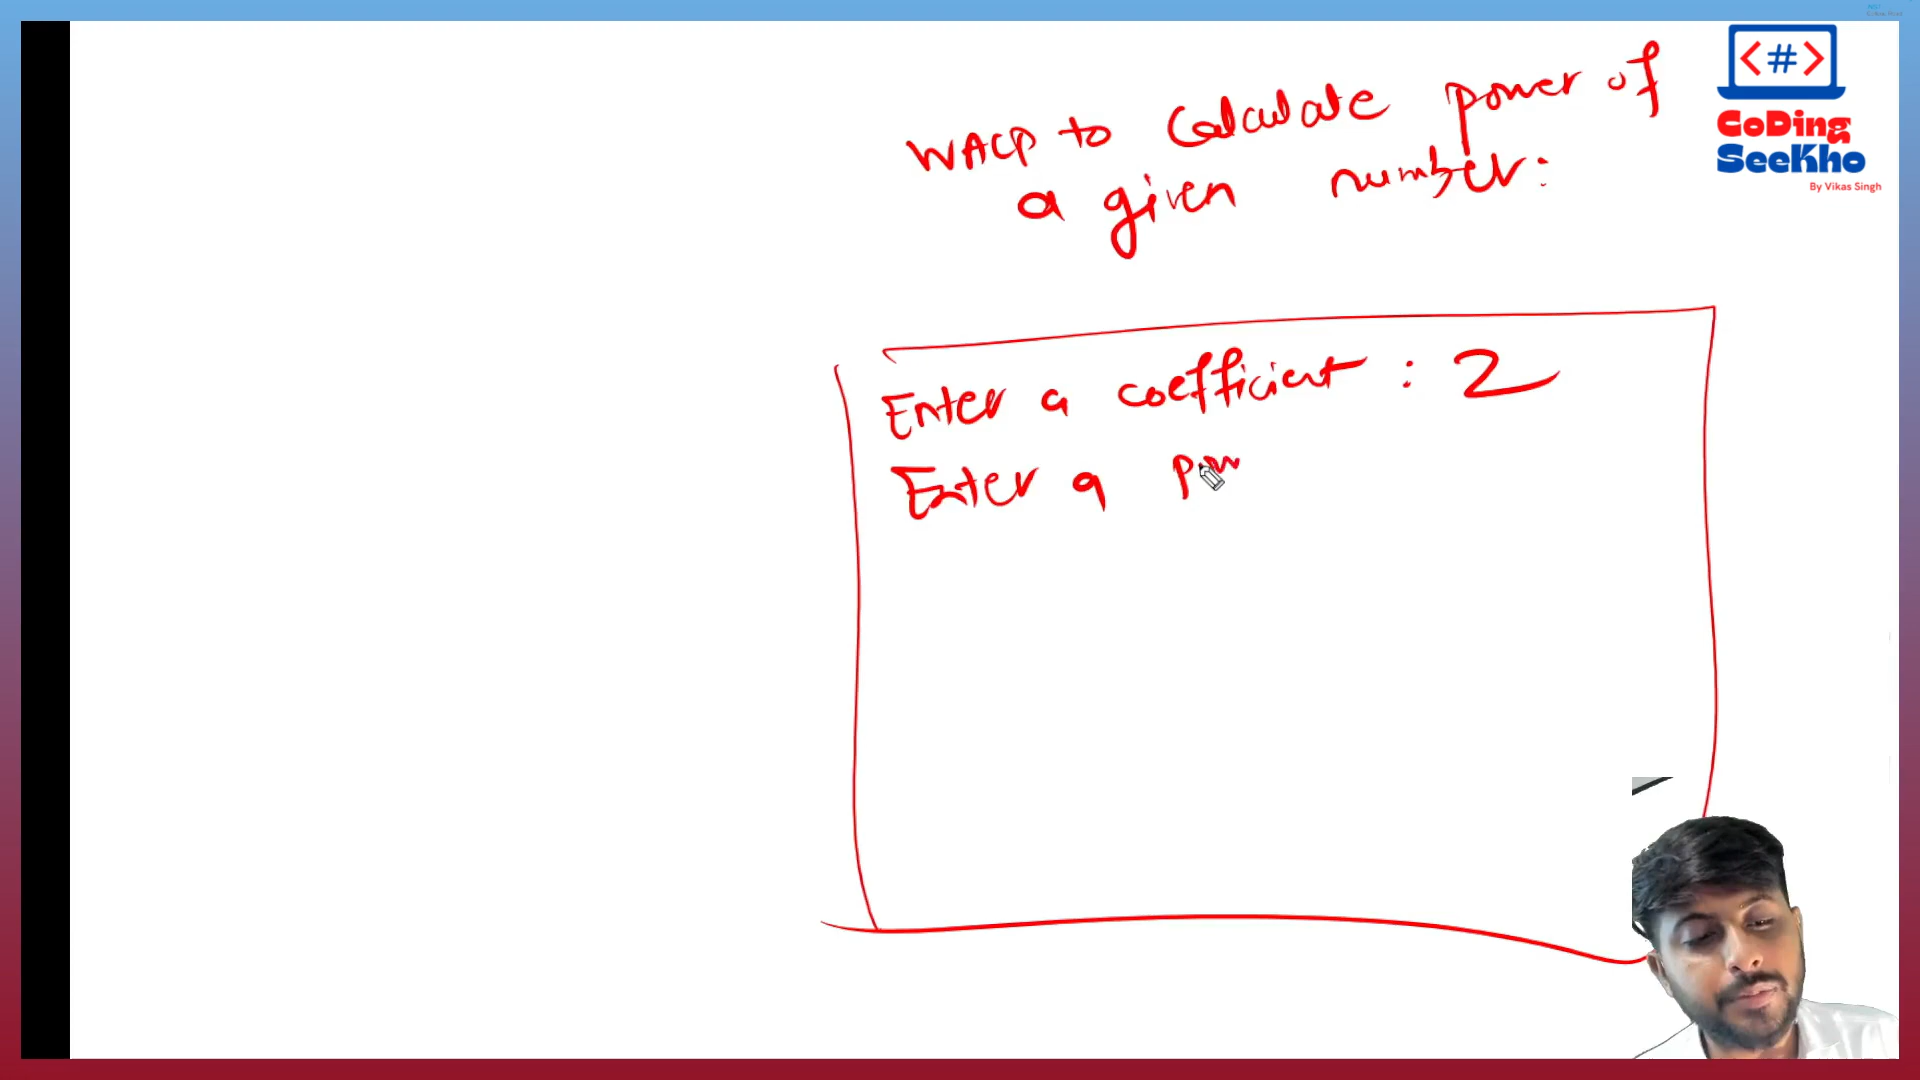 WACP to Calculate power of
a given number:
<#>
CoDing
SeeKho
By Vikas Singh
Enter a coefficient : 2
Enter a